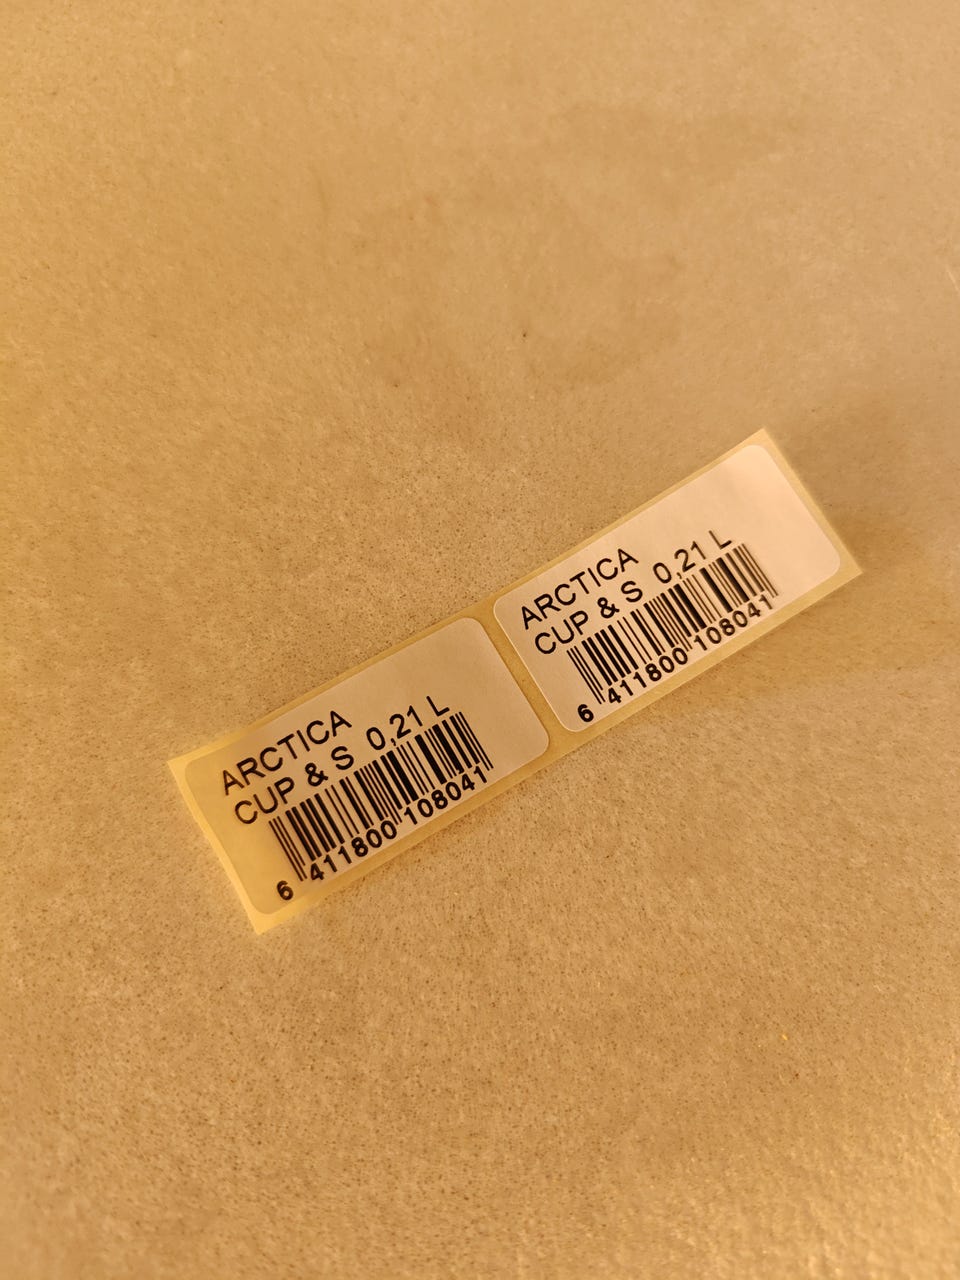 ARCTICA
CUP & S 0,21 L
6 411800 108041
ARCTICA
CUP & S 0,21 L
6 411800 108041